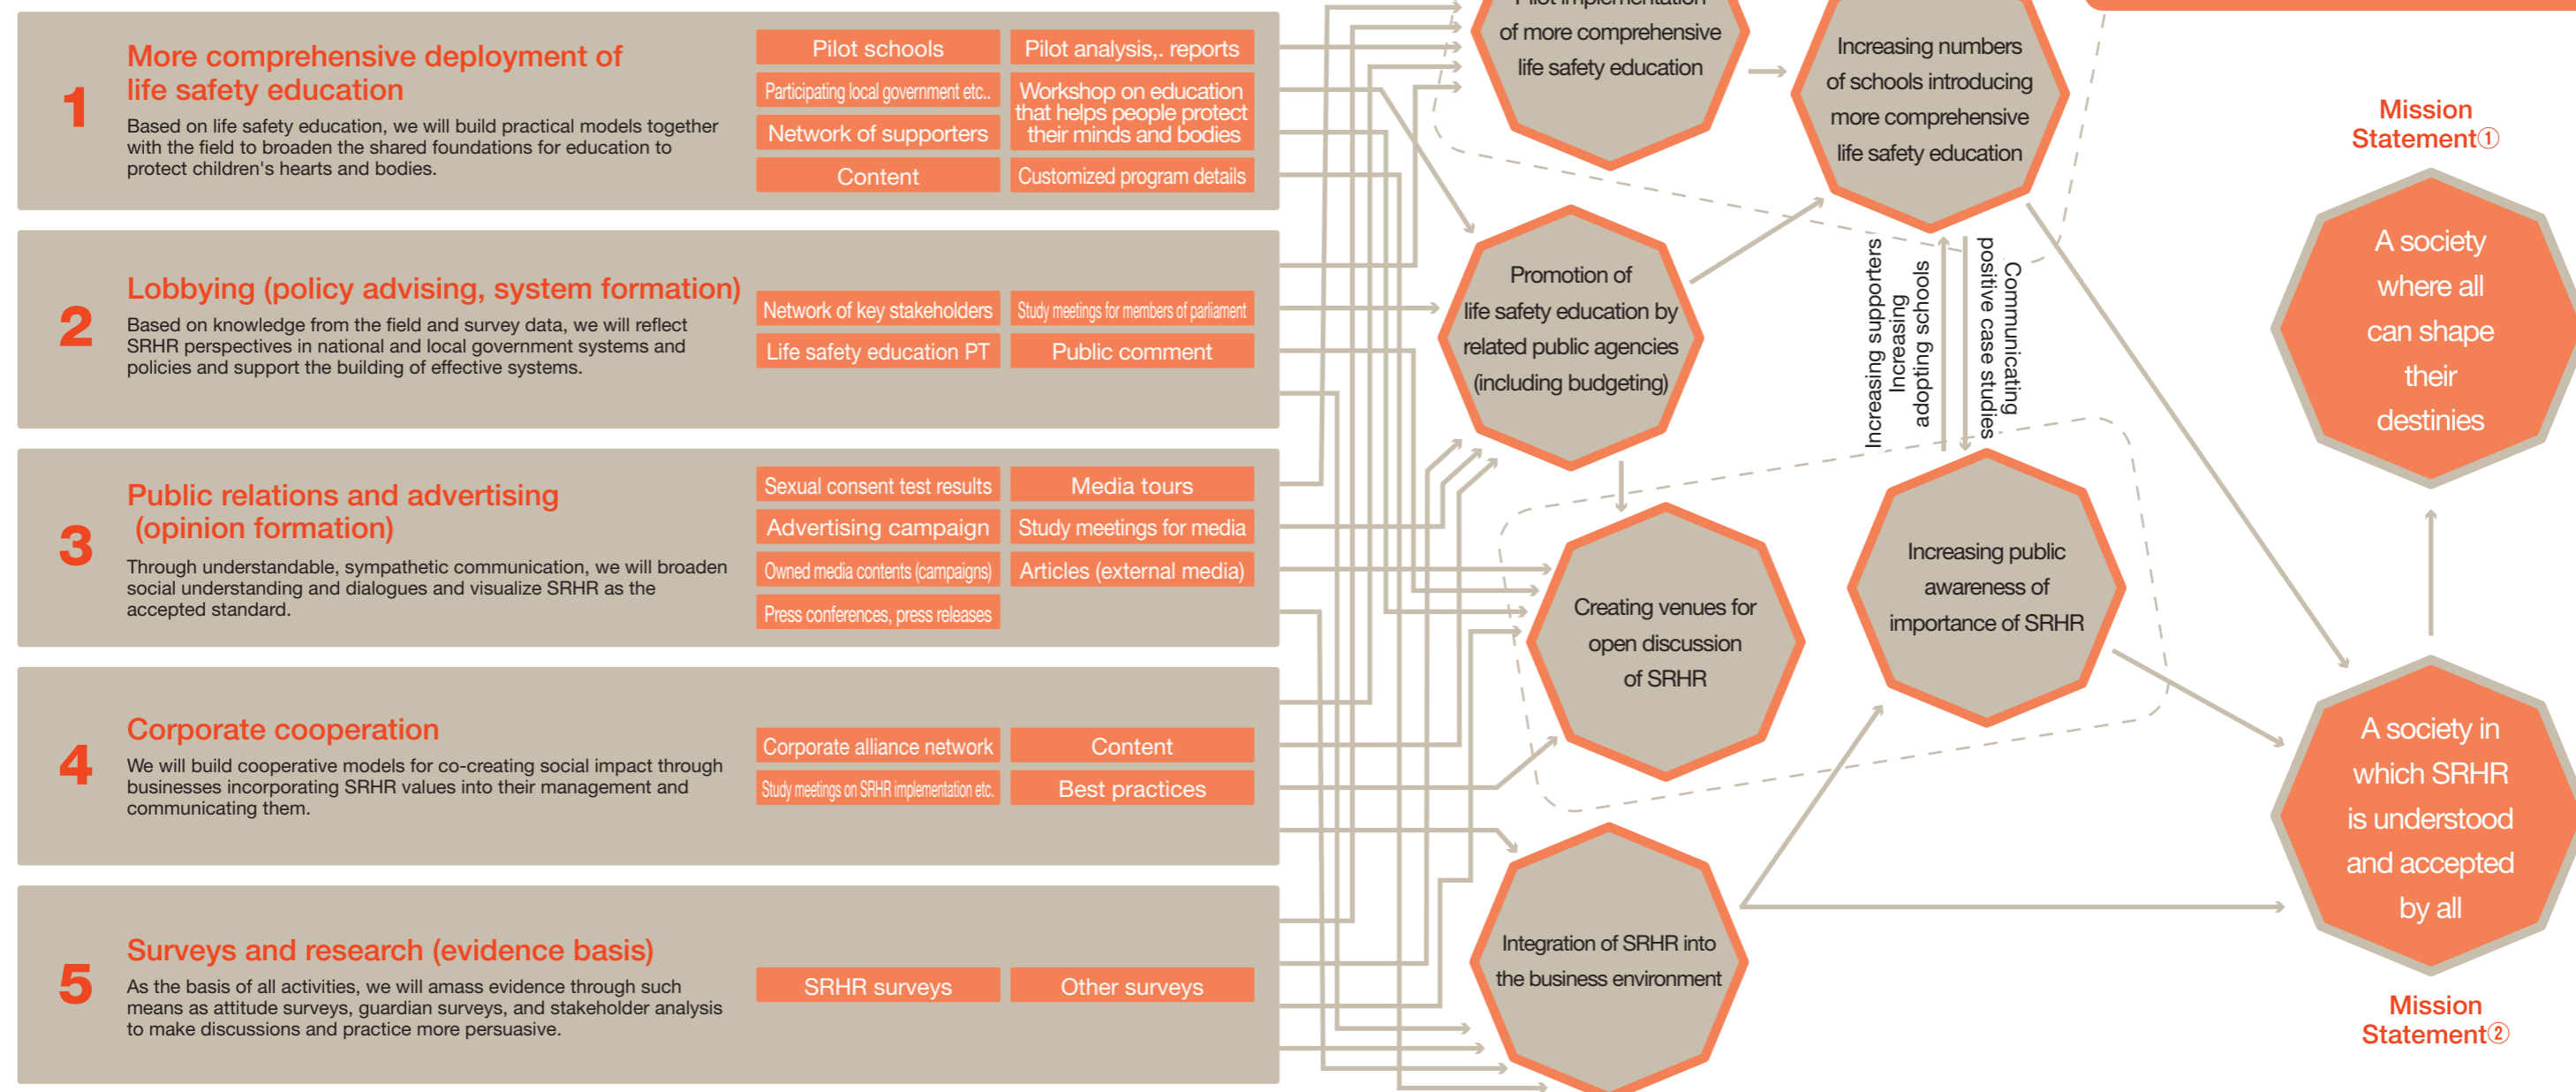 1
More comprehensive deployment of
life safety education
Based on life safety education, we will build practical models together
with the field to broaden the shared foundations for education to
protect children's hearts and bodies.
Pilot schools
Pilot analysis,. reports
Participating local government etc..
Workshop on education
that helps people protect
their minds and bodies
Network of supporters
Content
Customized program details
2
Lobbying (policy advising, system formation)
Based on knowledge from the field and survey data, we will reflect
SRHR perspectives in national and local government systems and
policies and support the building of effective systems.
Network of key stakeholders
Study meetings for members of parliament
Life safety education PT
Public comment
3
Public relations and advertising
(opinion formation)
Through understandable, sympathetic communication, we will broaden
social understanding and dialogues and visualize SRHR as the
accepted standard.
Sexual consent test results
Media tours
Advertising campaign
Study meetings for media
Owned media contents (campaigns)
Articles (external media)
Press conferences, press releases
4
Corporate cooperation
We will build cooperative models for co-creating social impact through
businesses incorporating SRHR values into their management and
communicating them.
Corporate alliance network
Content
Study meetings on SRHR implementation etc.
Best practices
5
Surveys and research (evidence basis)
As the basis of all activities, we will amass evidence through such
means as attitude surveys, guardian surveys, and stakeholder analysis
to make discussions and practice more persuasive.
SRHR surveys
Other surveys
Pilot implementation
of more comprehensive
life safety education
Increasing numbers
of schools introducing
more comprehensive
life safety education
Promotion of
life safety education by
related public agencies
(including budgeting)
Increasing supporters
Increasing
adopting schools
Communicating
positive case studies
Creating venues for
open discussion
of SRHR
Increasing public
awareness of
importance of SRHR
Integration of SRHR into
the business environment
Mission
Statement①
A society
where all
can shape
their
destinies
A society in
which SRHR
is understood
and accepted
by all
Mission
Statement②